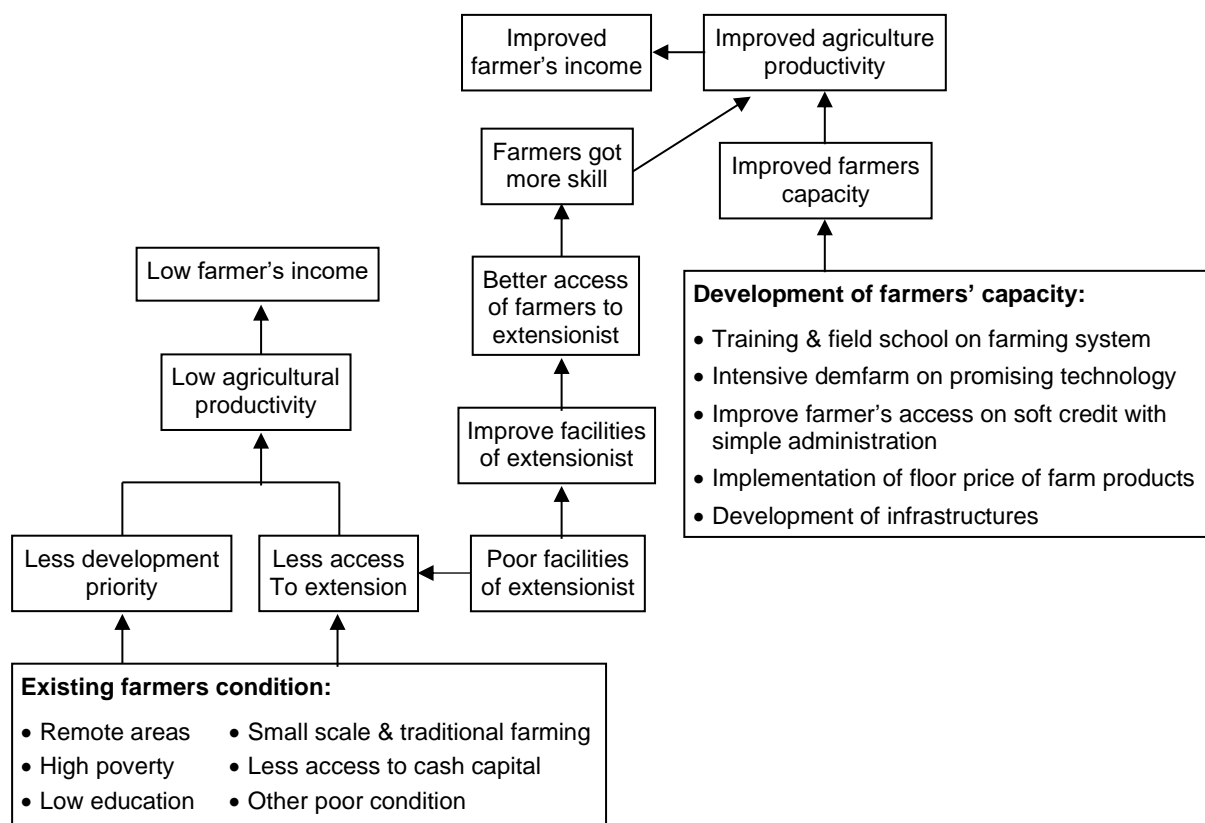 Improved
farmer's income
Improved agriculture
productivity
Farmers got
more skill
Improved farmers
capacity
Low farmer's income
Better access
of farmers to
extensionist
Development of farmers' capacity:
• Training & field school on farming system
• Intensive demfarm on promising technology
• Improve farmer's access on soft credit with
simple administration
• Implementation of floor price of farm products
• Development of infrastructures
Low agricultural
productivity
Improve facilities
of extensionist
Less development
priority
Less access
To extension
Poor facilities
of extensionist
Existing farmers condition:
• Remote areas
• High poverty
• Low education
• Small scale & traditional farming
• Less access to cash capital
• Other poor condition